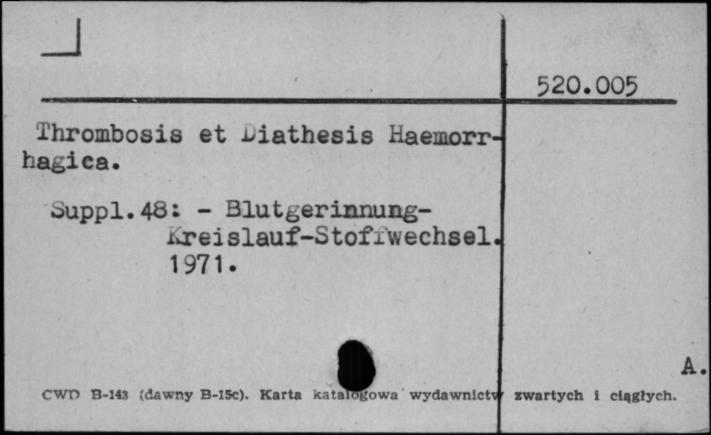 520.005
Thrombosis et Diathesis Haemorr-
hagica.
Suppl.48: - Blutgerinnung-
Kreislauf-Stoffwechsel.
1971.
A.
CWD B-143 (dawny B-15c). Karta katalogowa wydawnictw zwartych i ciągłych.